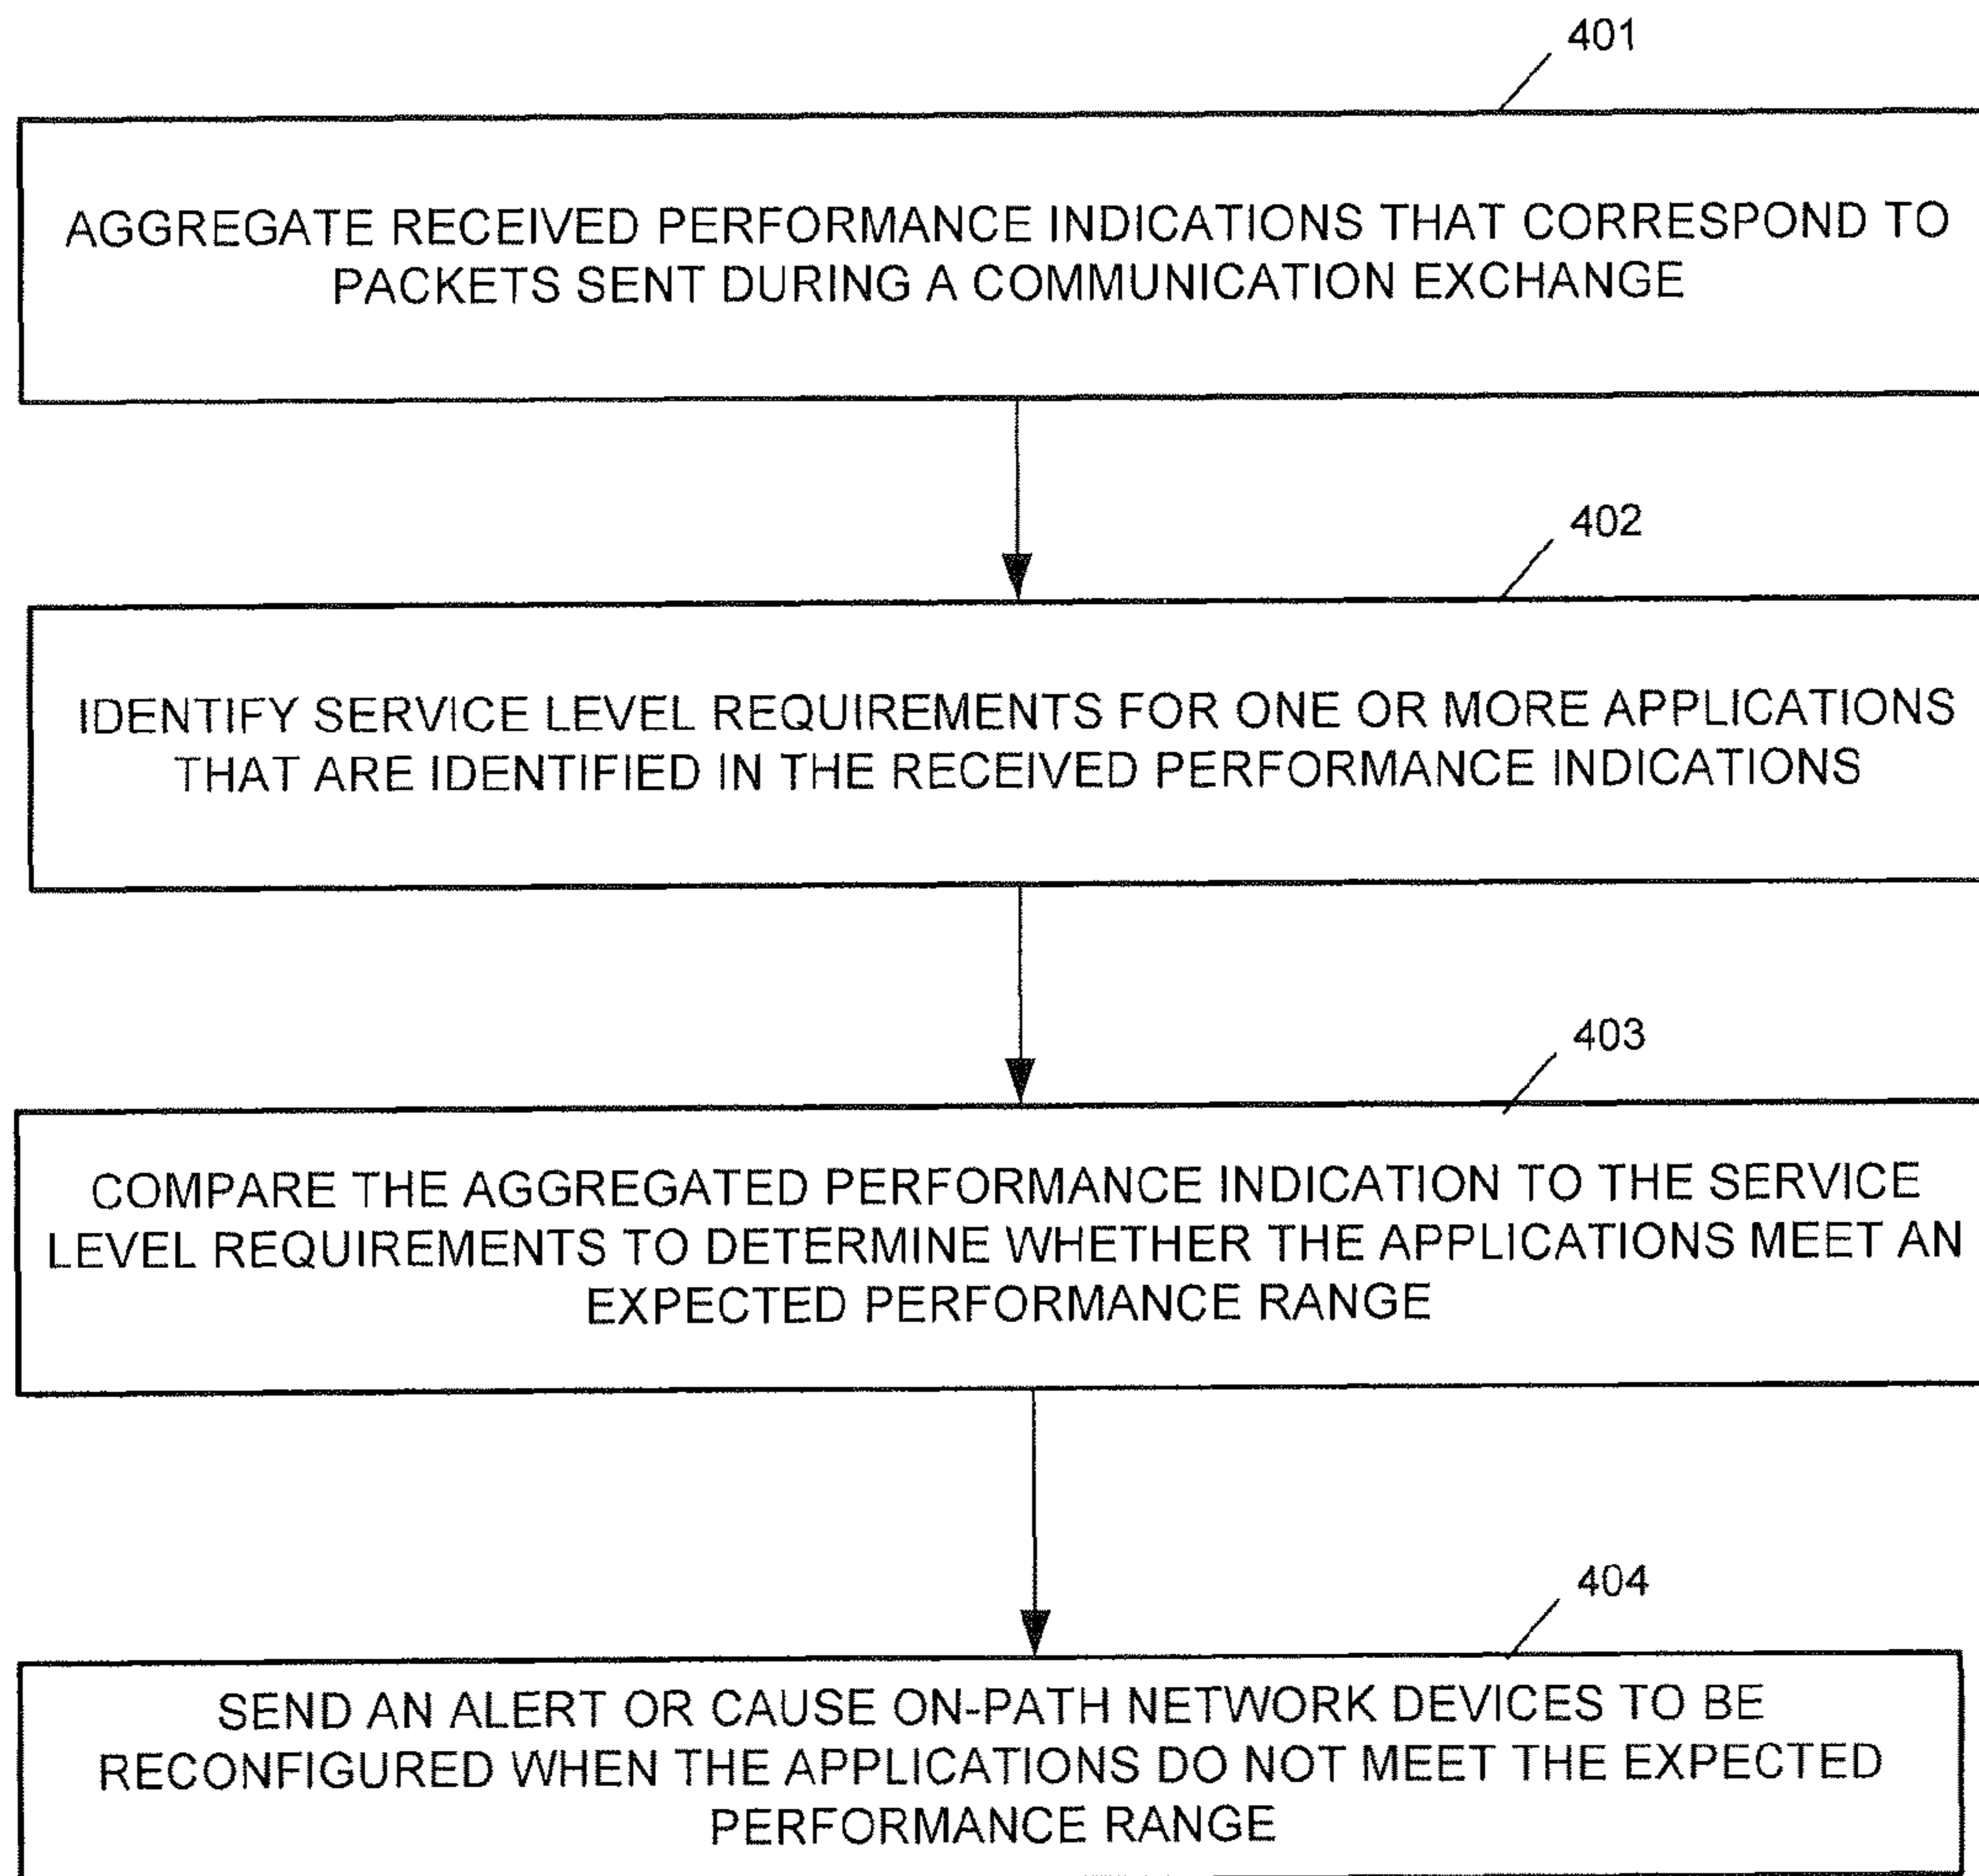 401
AGGREGATE RECEIVED PERFORMANCE INDICATIONS THAT CORRESPOND TO
PACKETS SENT DURING A COMMUNICATION EXCHANGE
402
IDENTIFY SERVICE LEVEL REQUIREMENTS FOR ONE OR MORE APPLICATIONS
THAT ARE IDENTIFIED IN THE RECEIVED PERFORMANCE INDICATIONS
403
COMPARE THE AGGREGATED PERFORMANCE INDICATION TO THE SERVICE
LEVEL REQUIREMENTS TO DETERMINE WHETHER THE APPLICATIONS MEET AN
EXPECTED PERFORMANCE RANGE
404
SEND AN ALERT OR CAUSE ON-PATH NETWORK DEVICES TO BE
RECONFIGURED WHEN THE APPLICATIONS DO NOT MEET THE EXPECTED
PERFORMANCE RANGE